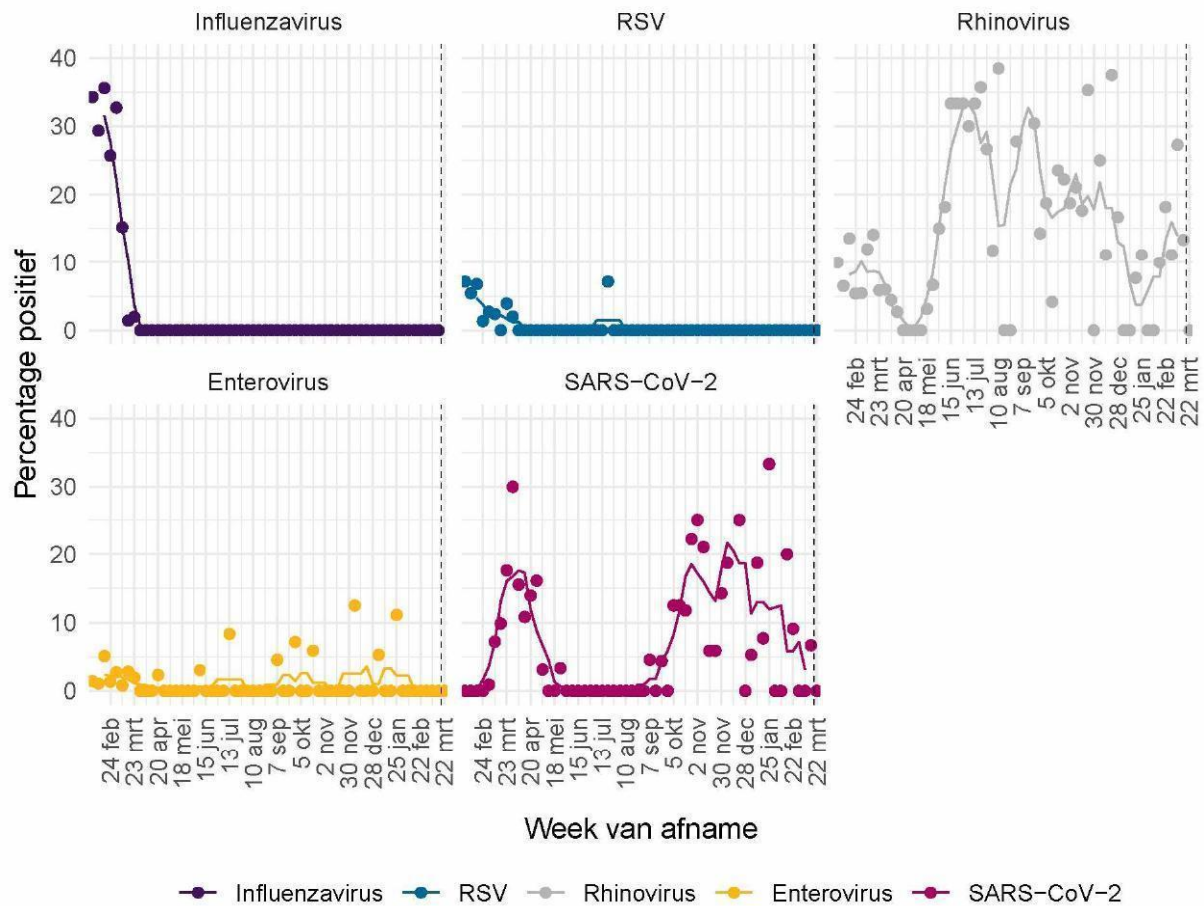 Influenzavirus
RSV
Rhinovirus
40
30
20
10
0
Percentage positief
24 feb
23 mrt
20 apr
18 mei
15 jun
13 jul
10 aug
7 sep
5 okt
2 nov
30 nov
28 dec
25 jan
22 feb
22 mrt
Enterovirus
SARS−CoV−2
40
30
20
10
0
24 feb
23 mrt
20 apr
18 mei
15 jun
13 jul
10 aug
7 sep
5 okt
2 nov
30 nov
28 dec
25 jan
22 feb
22 mrt
24 feb
23 mrt
20 apr
18 mei
15 jun
13 jul
10 aug
7 sep
5 okt
2 nov
30 nov
28 dec
25 jan
22 feb
22 mrt
Week van afname
Influenzavirus RSV Rhinovirus Enterovirus SARS−CoV−2